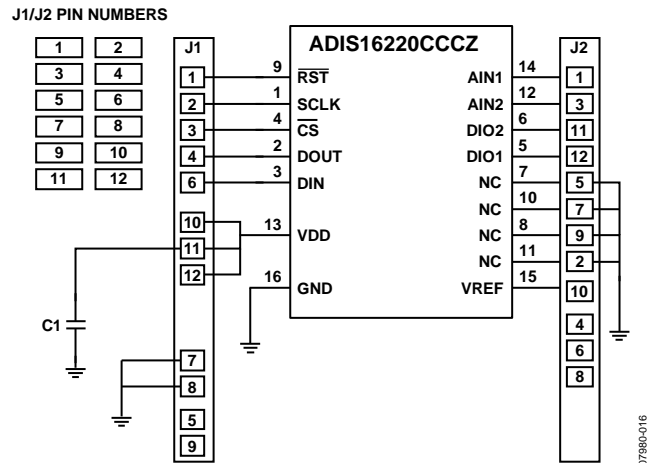 J1/J2 PIN NUMBERS
1 2
3 4
5 6
7 8
9 10
11 12
J1
1
2
3
4
6
10
11
12
7
8
5
9
C1
ADIS16220CCCZ
9 RST AIN1 14
1 SCLK AIN2 12
4 CS DIO2 6
2 DOUT DIO1 5
3 DIN NC 7
NC 10
13 VDD NC 8
NC 11
16 GND VREF 15
J2
1
3
11
12
5
7
9
2
10
4
6
8
07980-016